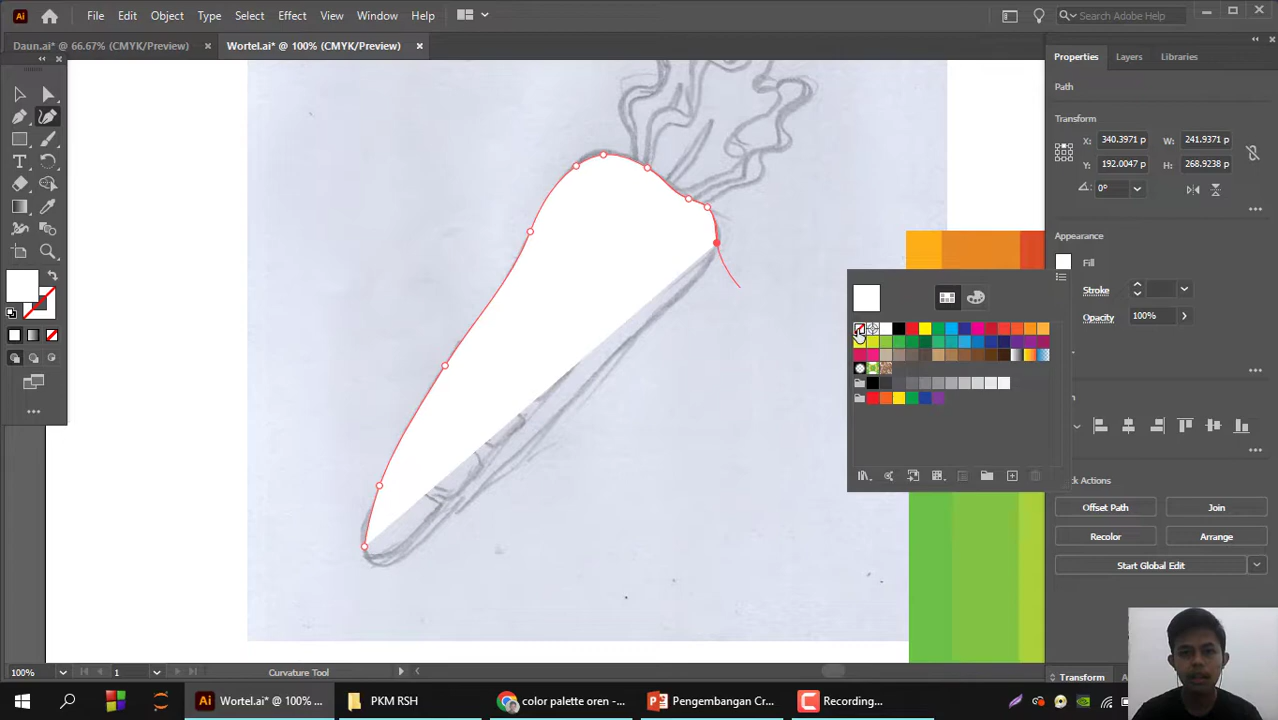 Ai File Edit Object Type Select Effect View Window Help Search Adobe Help
Daun.ai* @ 66.67% (CMYK/Preview) × Wortel.ai* @ 100% (CMYK/Preview) ×
Properties Layers Libraries
Path
Transform
X: 340.3971 p W: 241.9371 p
Y: 192.0047 p H: 268.9238 p
0°
Appearance
Fill
Stroke
Opacity 100%
Quick Actions
Offset Path Join
Recolor Arrange
Start Global Edit
Transform
100% 1 Curvature Tool
Ai Wortel.ai* @ 100% ... PKM RSH color palette oren -... Pengembangan Cr... Recording...